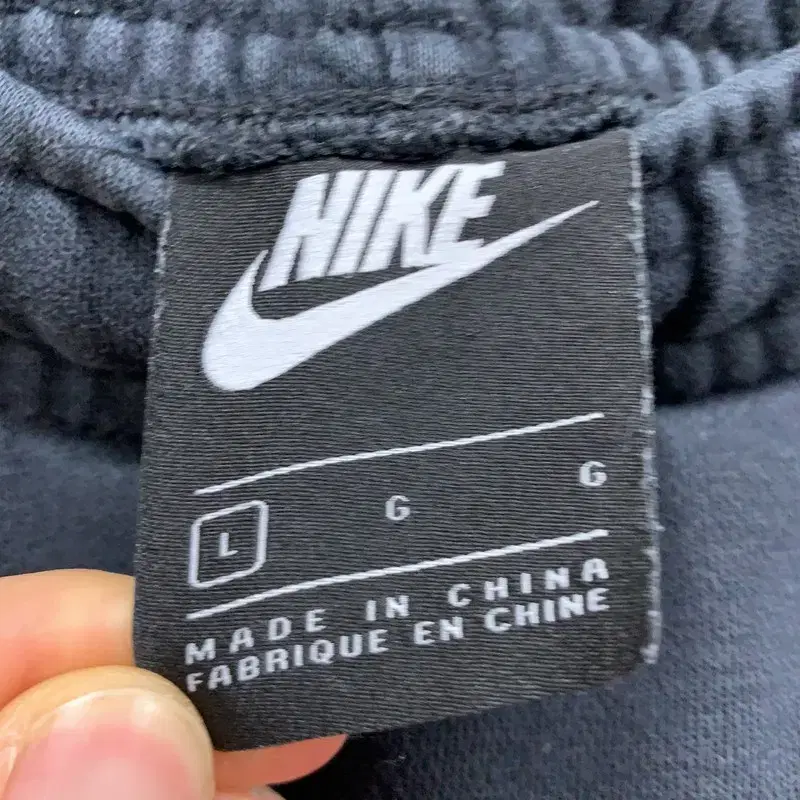 NIKE
L G G
MADE IN CHINA
FABRIQUE EN CHINE